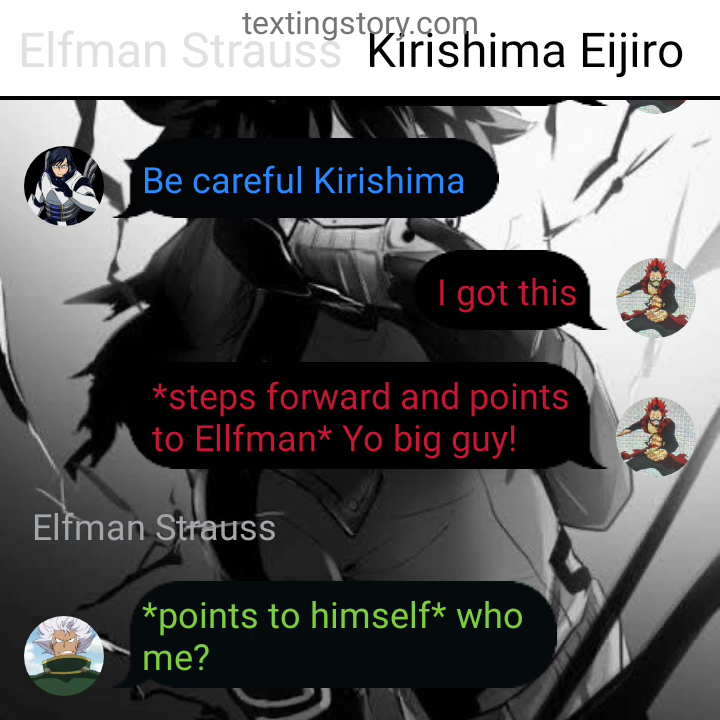 textingstory.com
Elfman Strauss Kirishima Eijiro
Be careful Kirishima
I got this
*steps forward and points
to Ellfman* Yo big guy!
Elfman Strauss
*points to himself* who
me?